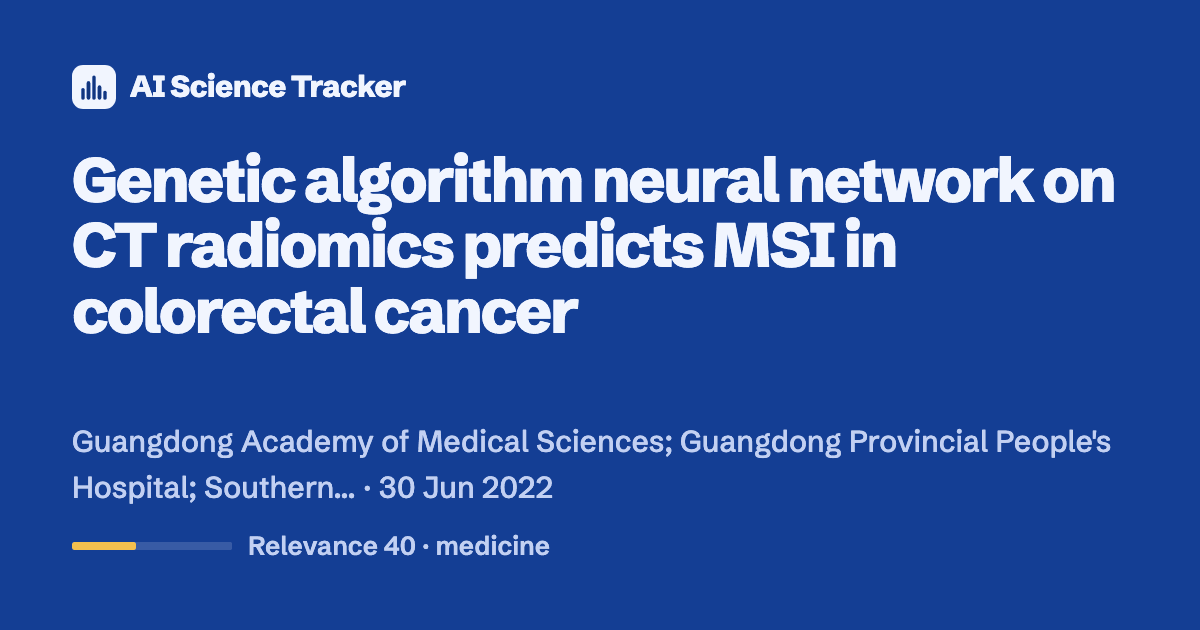 AI Science Tracker
Genetic algorithm neural network on
CT radiomics predicts MSI in
colorectal cancer
Guangdong Academy of Medical Sciences; Guangdong Provincial People's
Hospital; Southern... · 30 Jun 2022
Relevance 40 · medicine